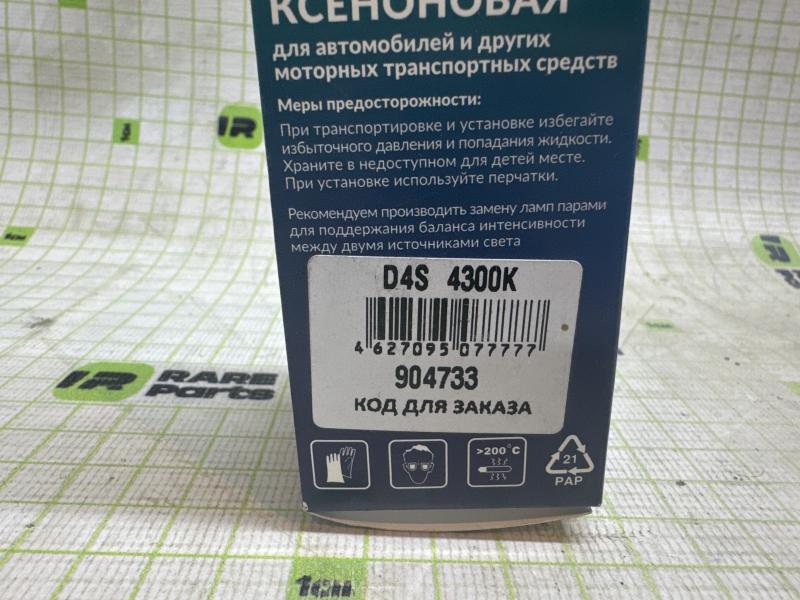 КСЕНОНОВАЯ
для автомобилей и других
моторных транспортных средств
Меры предосторожности:
При транспортировке и установке избегайте
избыточного давления и попадания жидкости.
Храните в недоступном для детей месте.
При установке используйте перчатки.
Рекомендуем производить замену ламп парами
для поддержания баланса интенсивности
между двумя источниками света
D4S 4300K
4 627095 077777
904733
КОД ДЛЯ ЗАКАЗА
>200°C
21
PAP
RARE
Parts
1см